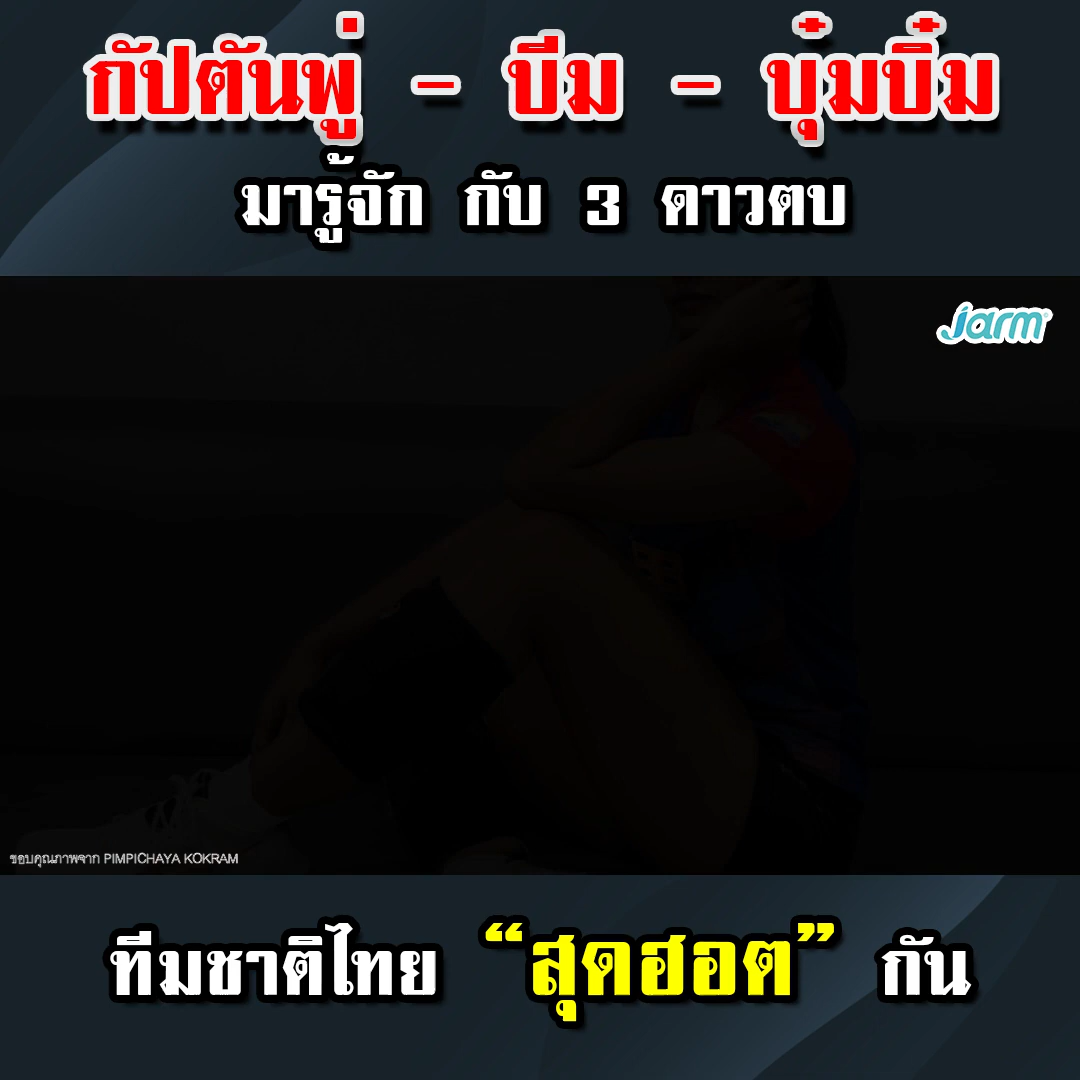 กัปตันพู่ - บีม - บุ๋มบิ๋ม
มารู้จัก กับ 3 ดาวตบ
jarm
ขอบคุณภาพจาก PIMPICHAYA KOKRAM
ทีมชาติไทย “สุดฮอต” กัน